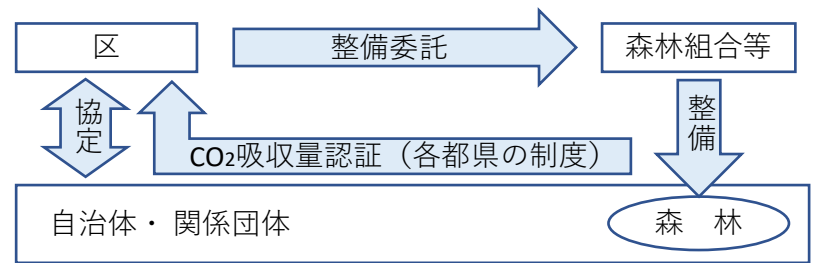 区
整備委託
森林組合等
協定
整備
CO₂吸収量認証（各都県の制度）
自治体・ 関係団体
森　林